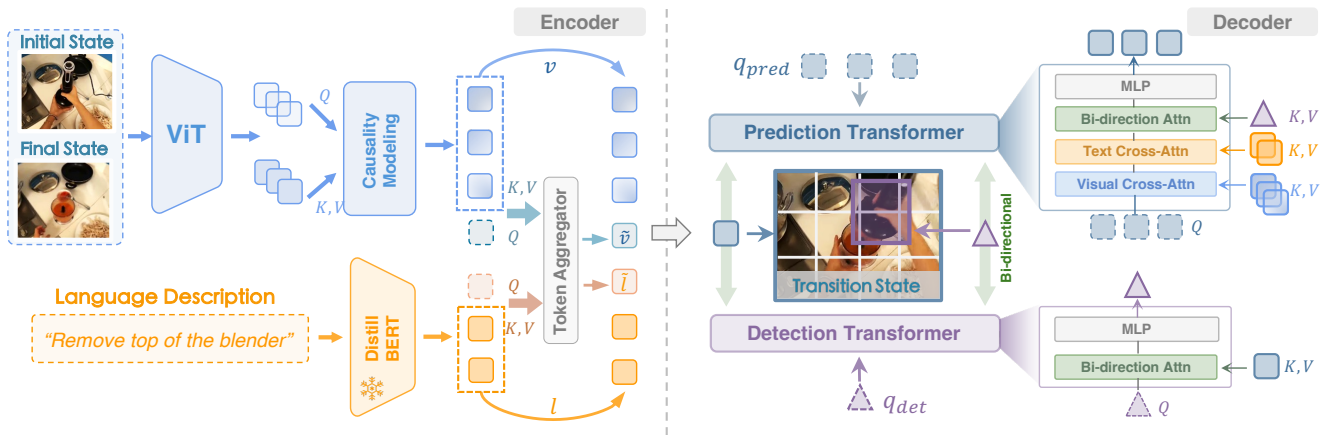 Encoder
Initial State
Final State
ViT
Q
K, V
Causality
Modeling
v
K, V
Q
Token Aggregator
ṽ
l̃
Q
K, V
Language Description
“Remove top of the blender”
Distill
BERT
l
Decoder
q_pred
Prediction Transformer
Transition State
Bi-directional
Detection Transformer
q_det
MLP
Bi-direction Attn
K, V
Text Cross-Attn
K, V
Visual Cross-Attn
K, V
Q
MLP
Bi-direction Attn
K, V
Q